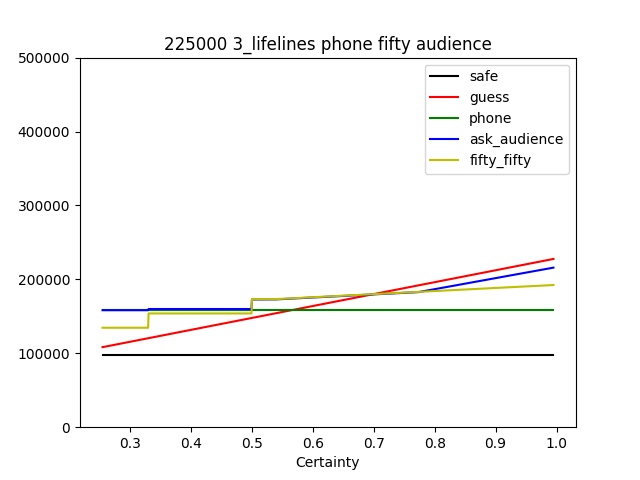 225000 3_lifelines phone fifty audience
500000
400000
300000
200000
100000
0
safe
guess
phone
ask_audience
fifty_fifty
0.3 0.4 0.5 0.6 0.7 0.8 0.9 1.0
Certainty